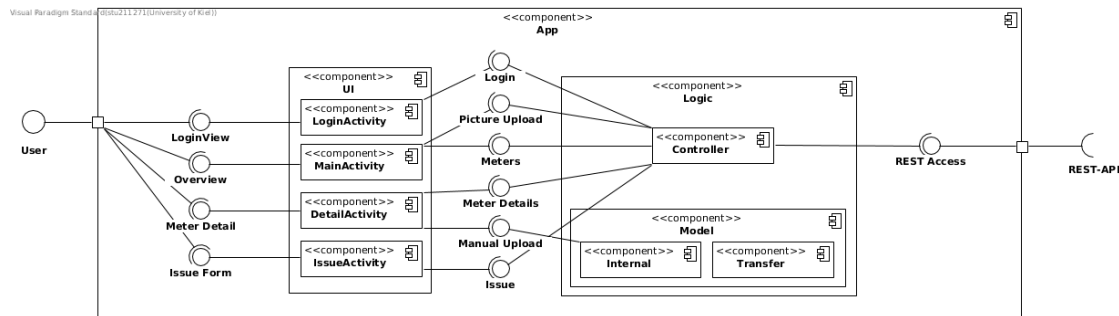 Visual Paradigm Standard(stu211271(University of Kiel))
<<component>>
App
User
LoginView
Overview
Meter Detail
Issue Form
<<component>>
UI
<<component>>
LoginActivity
<<component>>
MainActivity
<<component>>
DetailActivity
<<component>>
IssueActivity
Login
Picture Upload
Meters
Meter Details
Manual Upload
Issue
<<component>>
Logic
<<component>>
Controller
<<component>>
Model
<<component>>
Internal
<<component>>
Transfer
REST Access
REST-API